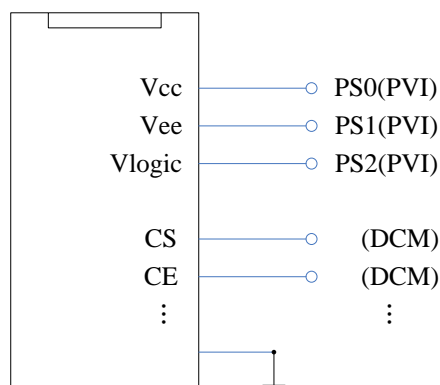 Vcc PS0(PVI)
Vee PS1(PVI)
Vlogic PS2(PVI)
CS (DCM)
CE (DCM)
⋮ ⋮